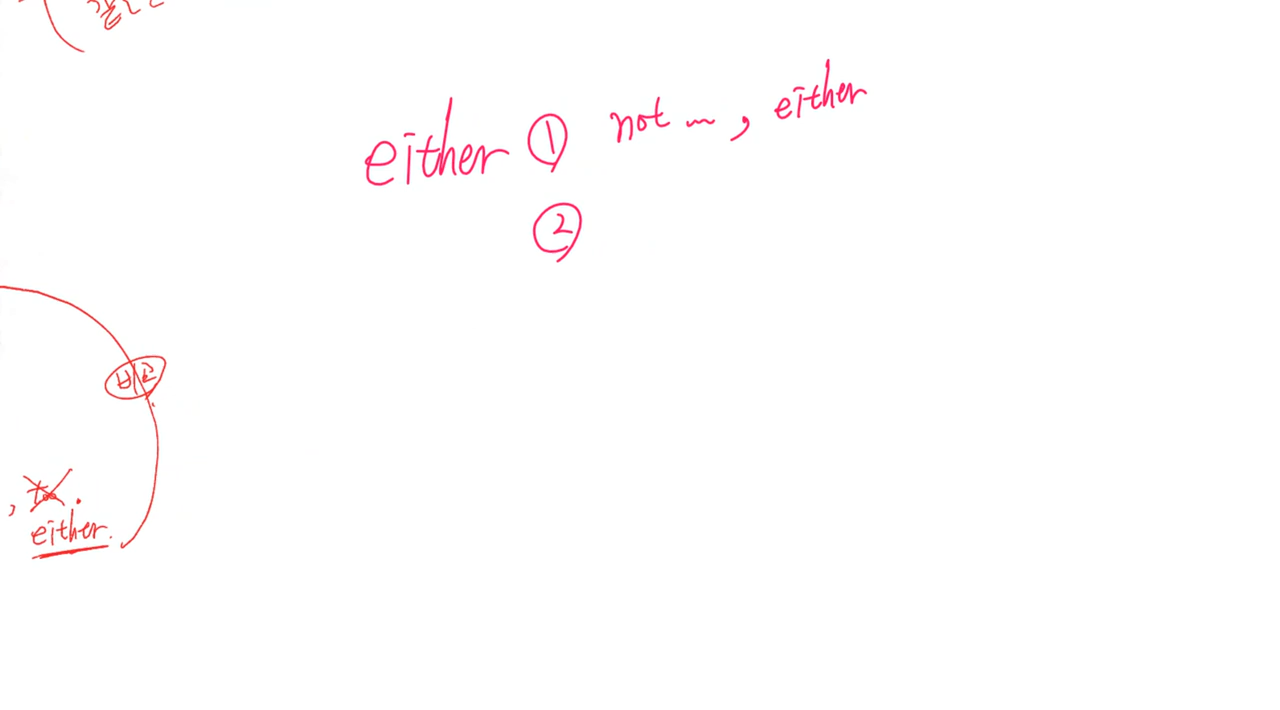 either ① not ~ , either
②
비교
, too.
either.